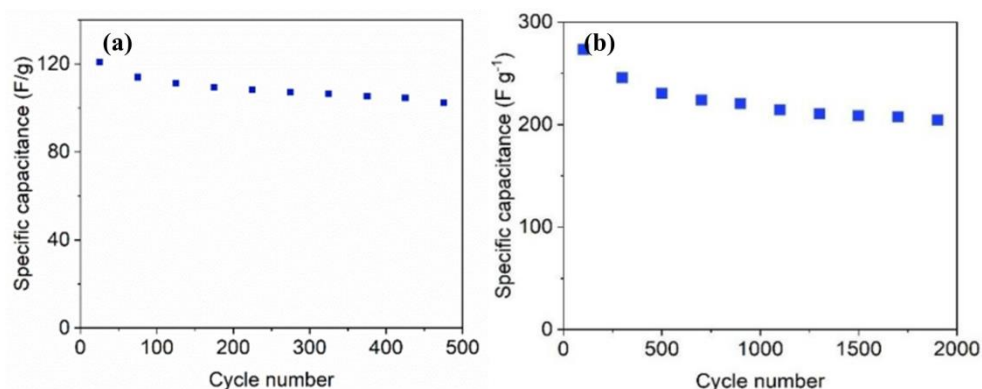 (a)
Specific capacitance (F/g)
120
80
40
0
0 100 200 300 400 500
Cycle number
(b)
Specific capacitance (F g⁻¹)
300
200
100
0
0 500 1000 1500 2000
Cycle number